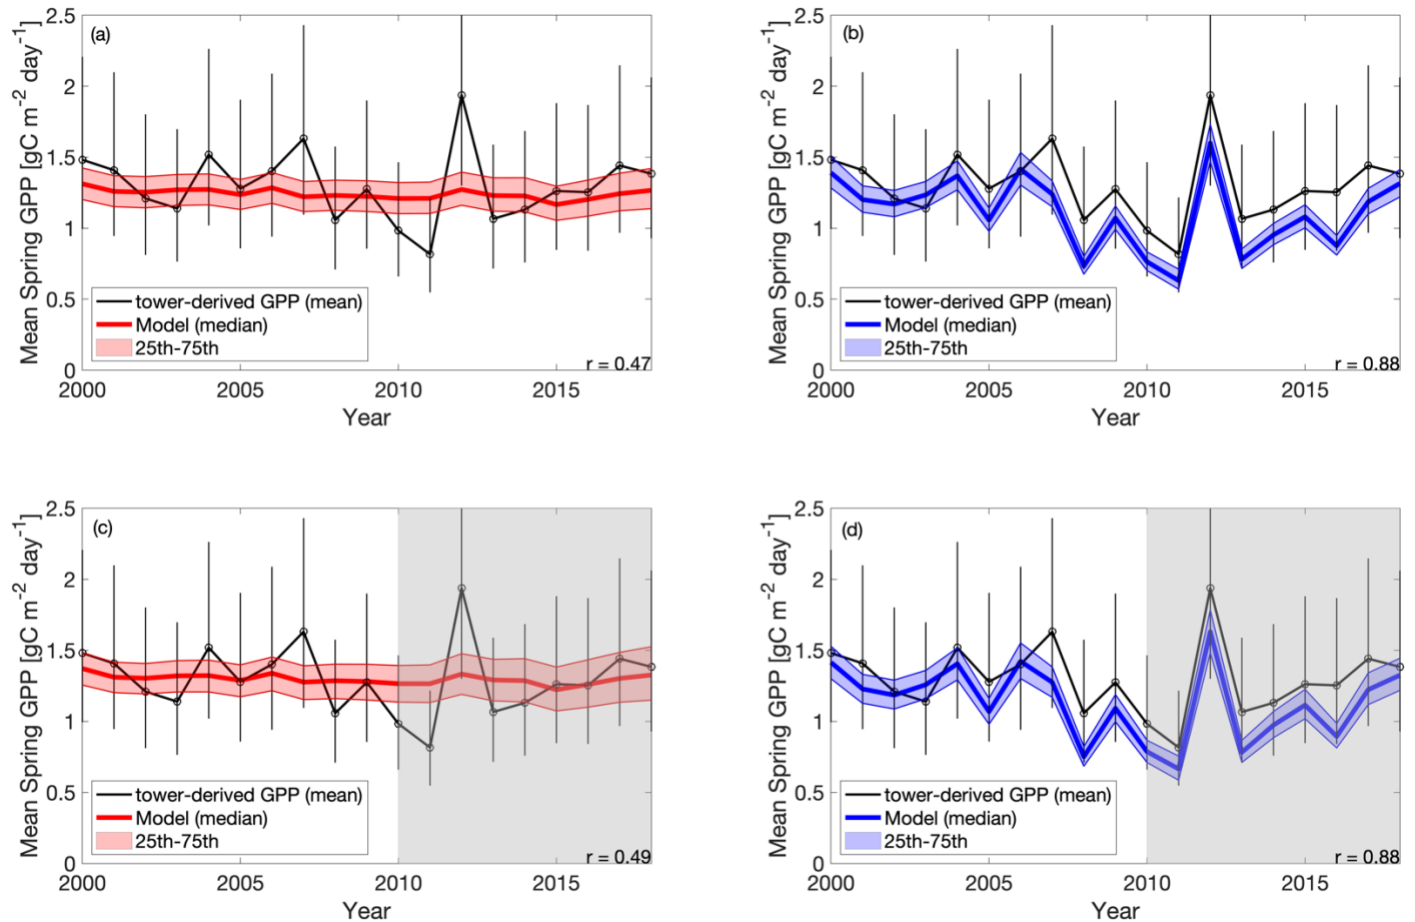 (a)
Mean Spring GPP [gC m⁻² day⁻¹]
2.5
2
1.5
1
0.5
0
tower-derived GPP (mean)
Model (median)
25th-75th
r = 0.47
2000 2005 2010 2015
Year
(b)
Mean Spring GPP [gC m⁻² day⁻¹]
2.5
2
1.5
1
0.5
0
tower-derived GPP (mean)
Model (median)
25th-75th
r = 0.88
2000 2005 2010 2015
Year
(c)
Mean Spring GPP [gC m⁻² day⁻¹]
2.5
2
1.5
1
0.5
0
tower-derived GPP (mean)
Model (median)
25th-75th
r = 0.49
2000 2005 2010 2015
Year
(d)
Mean Spring GPP [gC m⁻² day⁻¹]
2.5
2
1.5
1
0.5
0
tower-derived GPP (mean)
Model (median)
25th-75th
r = 0.88
2000 2005 2010 2015
Year